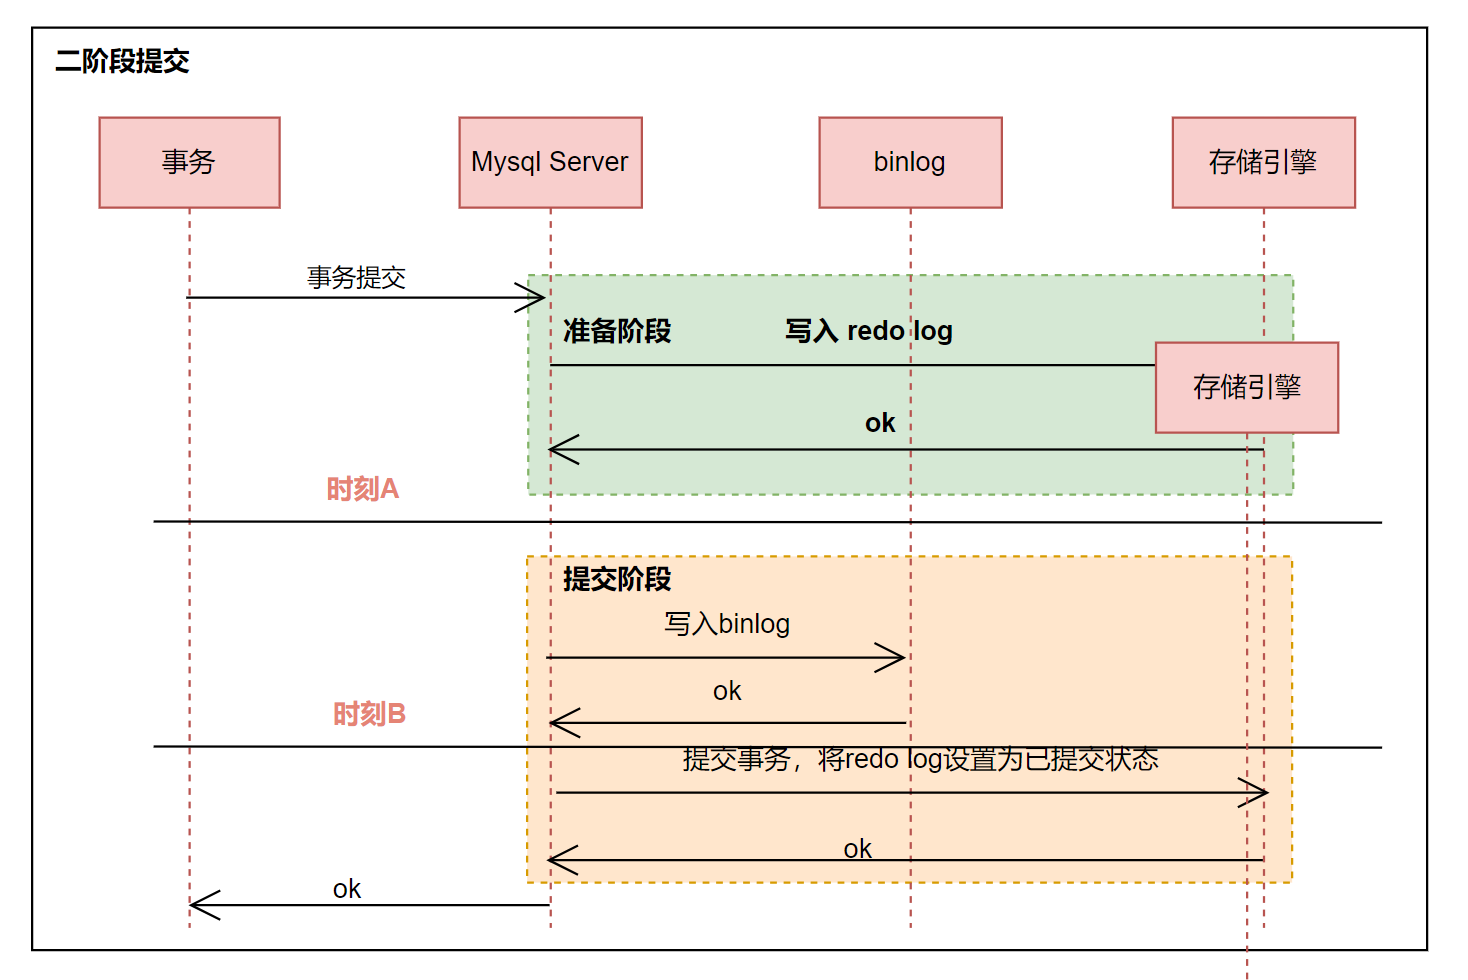 二阶段提交
事务
Mysql Server
binlog
存储引擎
事务提交
准备阶段
写入 redo log
存储引擎
ok
时刻A
提交阶段
写入binlog
ok
时刻B
提交事务，将redo log设置为已提交状态
ok
ok